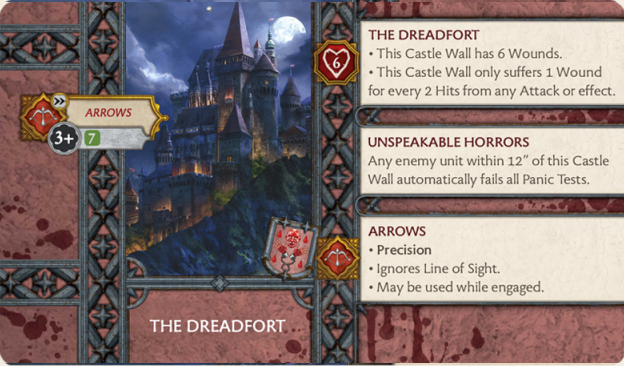 ARROWS
3+
7
THE DREADFORT
6
THE DREADFORT
• This Castle Wall has 6 Wounds.
• This Castle Wall only suffers 1 Wound
for every 2 Hits from any Attack or effect.
UNSPEAKABLE HORRORS
Any enemy unit within 12″ of this Castle
Wall automatically fails all Panic Tests.
ARROWS
• Precision
• Ignores Line of Sight.
• May be used while engaged.